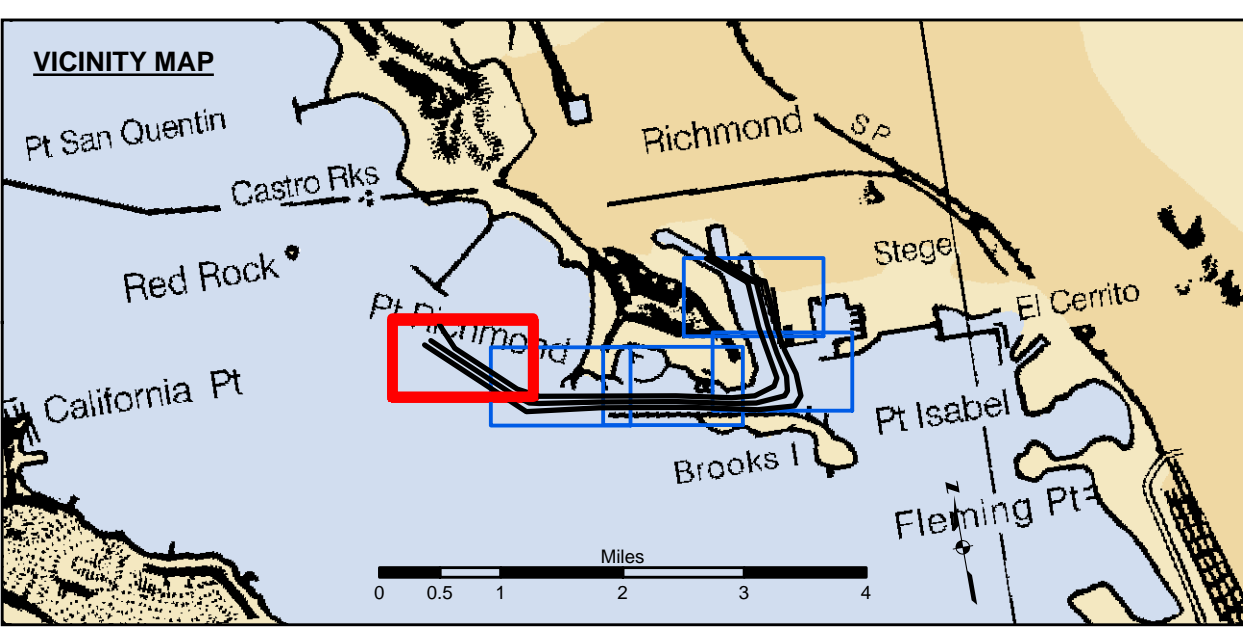 VICINITY MAP
Pt San Quentin
Richmond
S P
Castro Rks
Stege
Red Rock
Pt Richmond
El Cerrito
California Pt
Pt Isabel
Brooks I
Fleming Pt
N
Miles
0 0.5 1 2 3 4